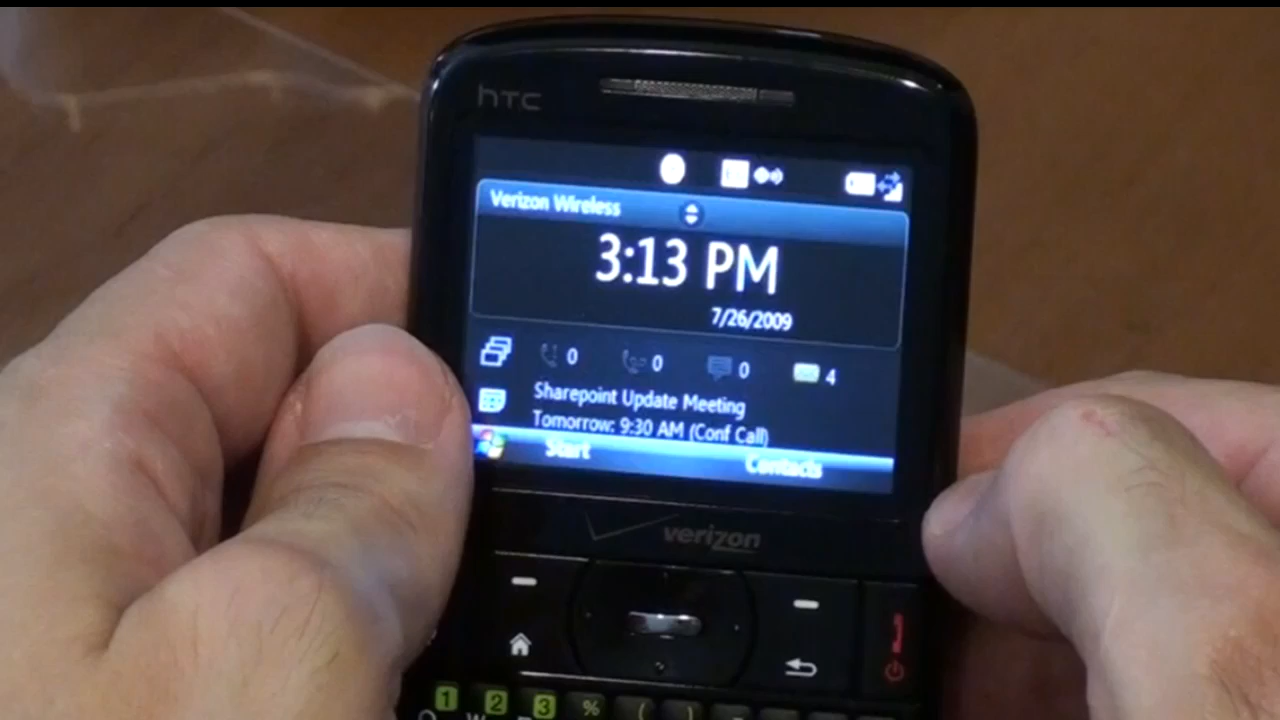 hTC
Verizon Wireless
3:13 PM
7/26/2009
0 0 0 4
Sharepoint Update Meeting
Tomorrow: 9:30 AM (Conf Call)
Start Contacts
verizon
1 2 3 % ( )